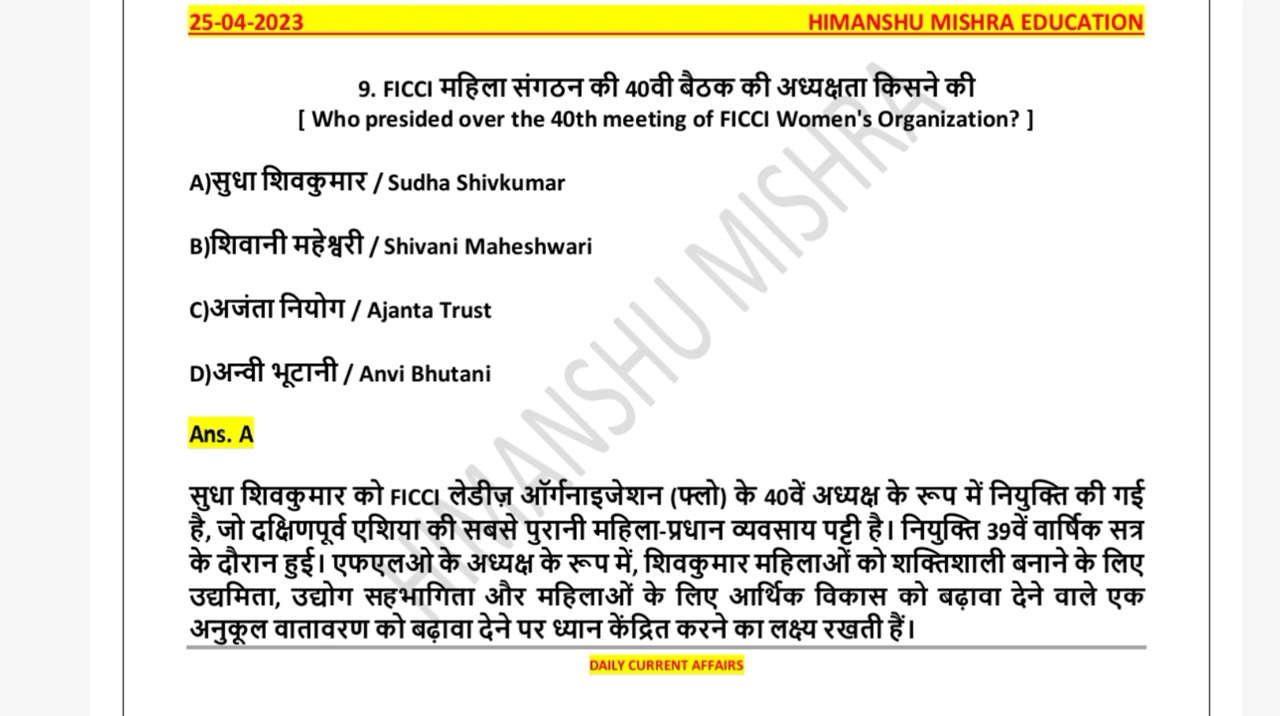 25-04-2023 HIMANSHU MISHRA EDUCATION
9. FICCI महिला संगठन की 40वी बैठक की अध्यक्षता किसने की
[ Who presided over the 40th meeting of FICCI Women's Organization? ]
A)सुधा शिवकुमार / Sudha Shivkumar
B)शिवानी महेश्वरी / Shivani Maheshwari
C)अजंता नियोग / Ajanta Trust
D)अन्वी भूटानी / Anvi Bhutani
Ans. A
सुधा शिवकुमार को FICCI लेडीज़ ऑर्गनाइजेशन (फ्लो) के 40वें अध्यक्ष के रूप में नियुक्ति की गई
है, जो दक्षिणपूर्व एशिया की सबसे पुरानी महिला-प्रधान व्यवसाय पट्टी है। नियुक्ति 39वें वार्षिक सत्र
के दौरान हुई। एफएलओ के अध्यक्ष के रूप में, शिवकुमार महिलाओं को शक्तिशाली बनाने के लिए
उद्यमिता, उद्योग सहभागिता और महिलाओं के लिए आर्थिक विकास को बढ़ावा देने वाले एक
अनुकूल वातावरण को बढ़ावा देने पर ध्यान केंद्रित करने का लक्ष्य रखती हैं।
DAILY CURRENT AFFAIRS
HIMANSHU MISHRA